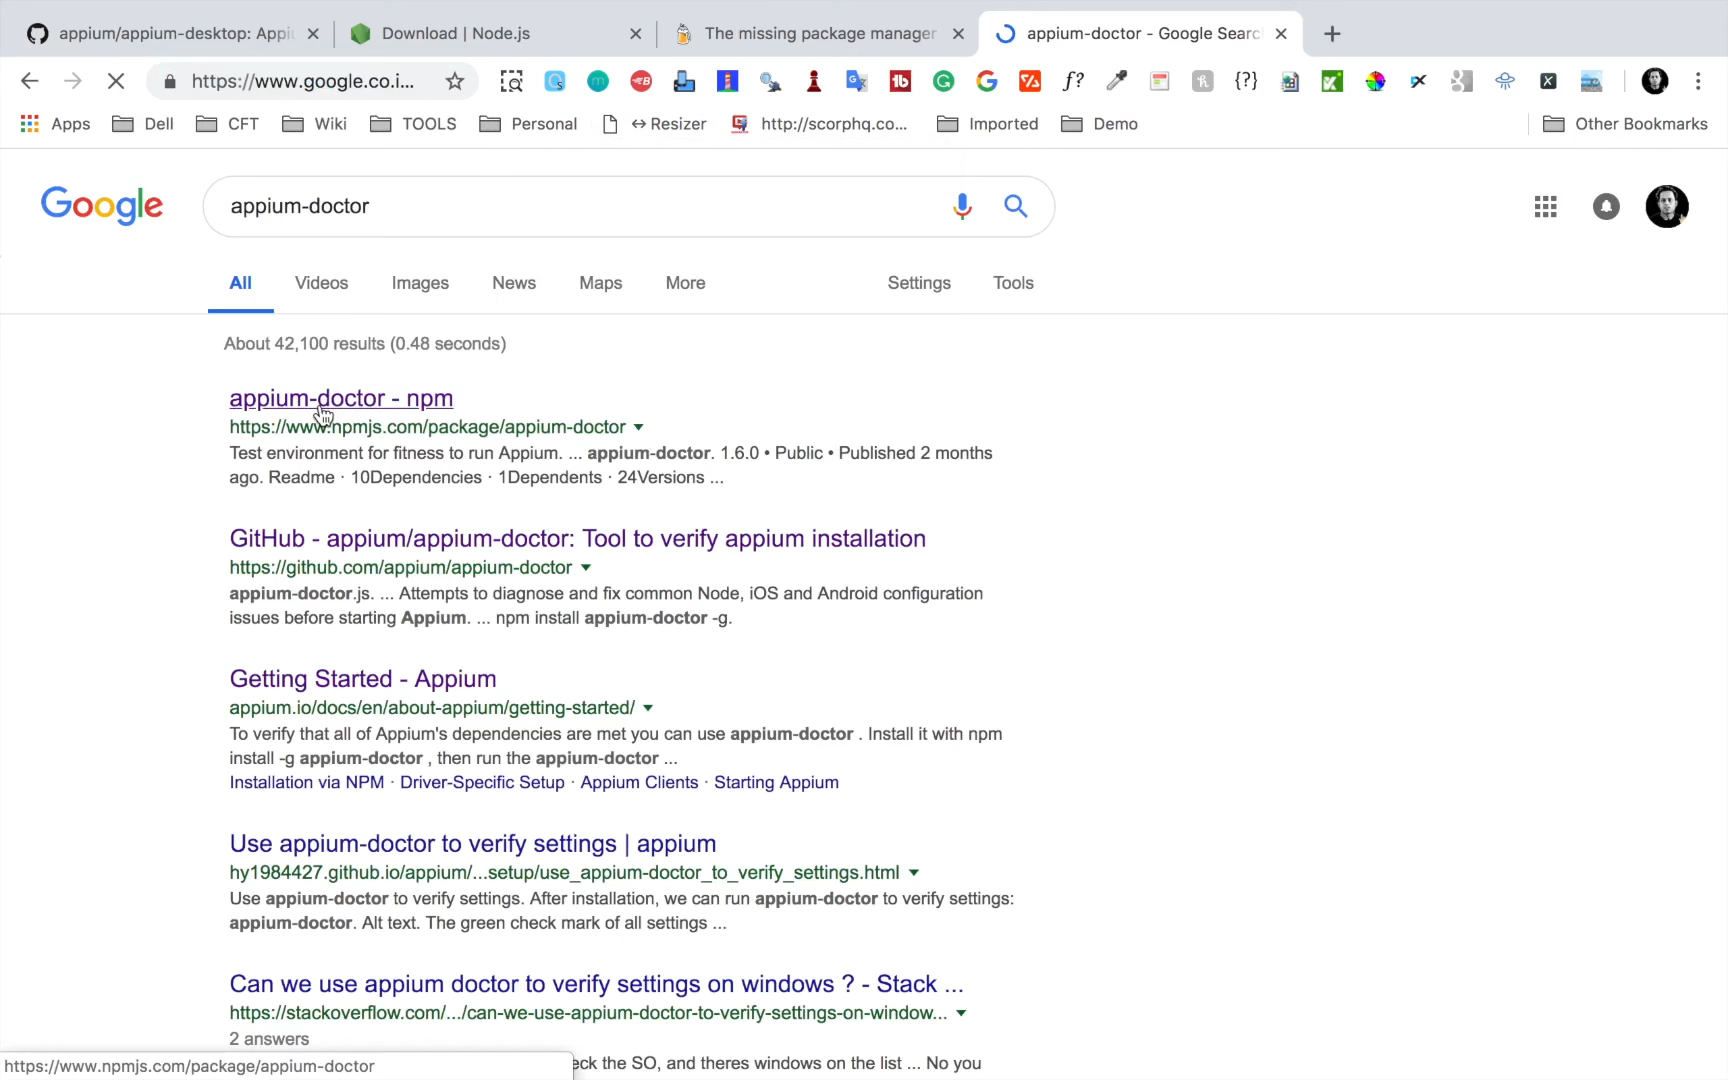 appium/appium-desktop: Appi
Download | Node.js
The missing package manager
appium-doctor - Google Searc
https://www.google.co.i...
f?
{?}
Apps
Dell
CFT
Wiki
TOOLS
Personal
↔Resizer
http://scorphq.co...
Imported
Demo
Other Bookmarks
Google
appium-doctor
All
Videos
Images
News
Maps
More
Settings
Tools
About 42,100 results (0.48 seconds)
appium-doctor - npm
https://www.npmjs.com/package/appium-doctor
Test environment for fitness to run Appium. ... appium-doctor. 1.6.0 • Public • Published 2 months
ago. Readme · 10Dependencies · 1Dependents · 24Versions ...
GitHub - appium/appium-doctor: Tool to verify appium installation
https://github.com/appium/appium-doctor
appium-doctor.js. ... Attempts to diagnose and fix common Node, iOS and Android configuration
issues before starting Appium. ... npm install appium-doctor -g.
Getting Started - Appium
appium.io/docs/en/about-appium/getting-started/
To verify that all of Appium's dependencies are met you can use appium-doctor . Install it with npm
install -g appium-doctor , then run the appium-doctor ...
Installation via NPM · Driver-Specific Setup · Appium Clients · Starting Appium
Use appium-doctor to verify settings | appium
hy1984427.github.io/appium/...setup/use_appium-doctor_to_verify_settings.html
Use appium-doctor to verify settings. After installation, we can run appium-doctor to verify settings:
appium-doctor. Alt text. The green check mark of all settings ...
Can we use appium doctor to verify settings on windows ? - Stack ...
https://stackoverflow.com/.../can-we-use-appium-doctor-to-verify-settings-on-window...
2 answers
eck the SO, and theres windows on the list ... No you
https://www.npmjs.com/package/appium-doctor